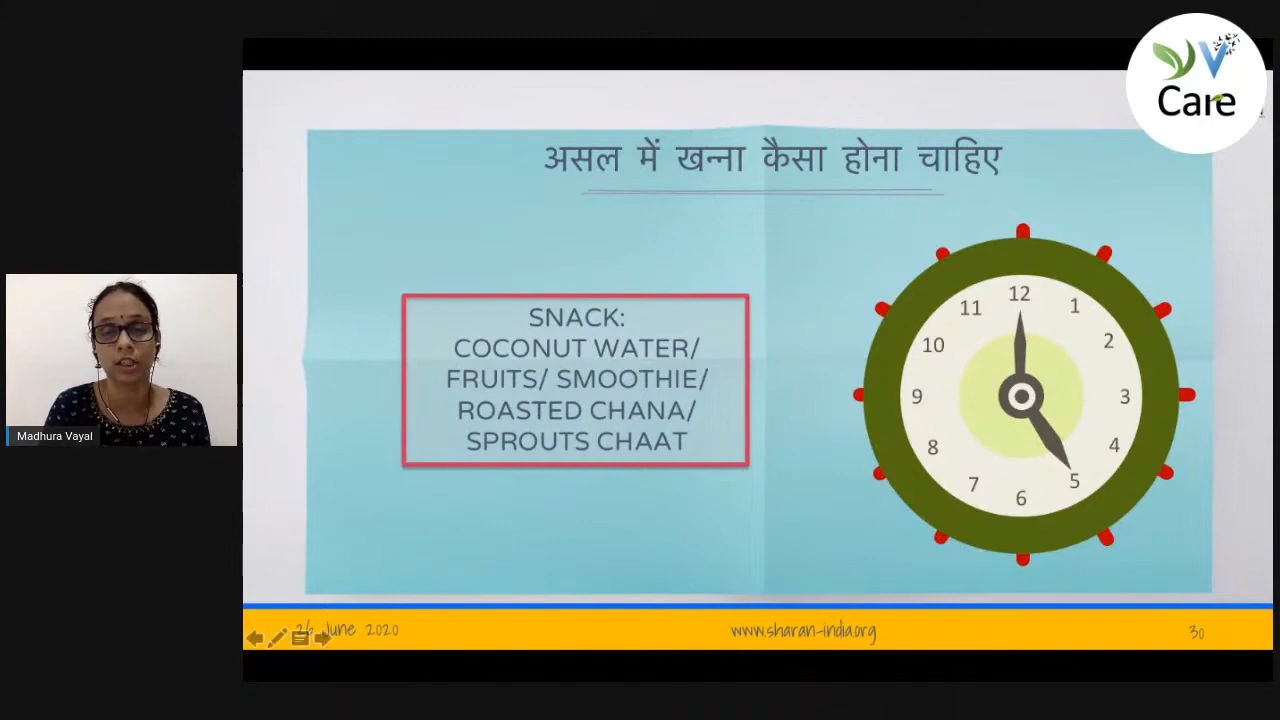 V
Care
असल में खन्ना कैसा होना चाहिए
SNACK:
COCONUT WATER/
FRUITS/ SMOOTHIE/
ROASTED CHANA/
SPROUTS CHAAT
12
1
2
3
4
5
6
7
8
9
10
11
Madhura Vayal
26 June 2020
www.sharan-india.org
30